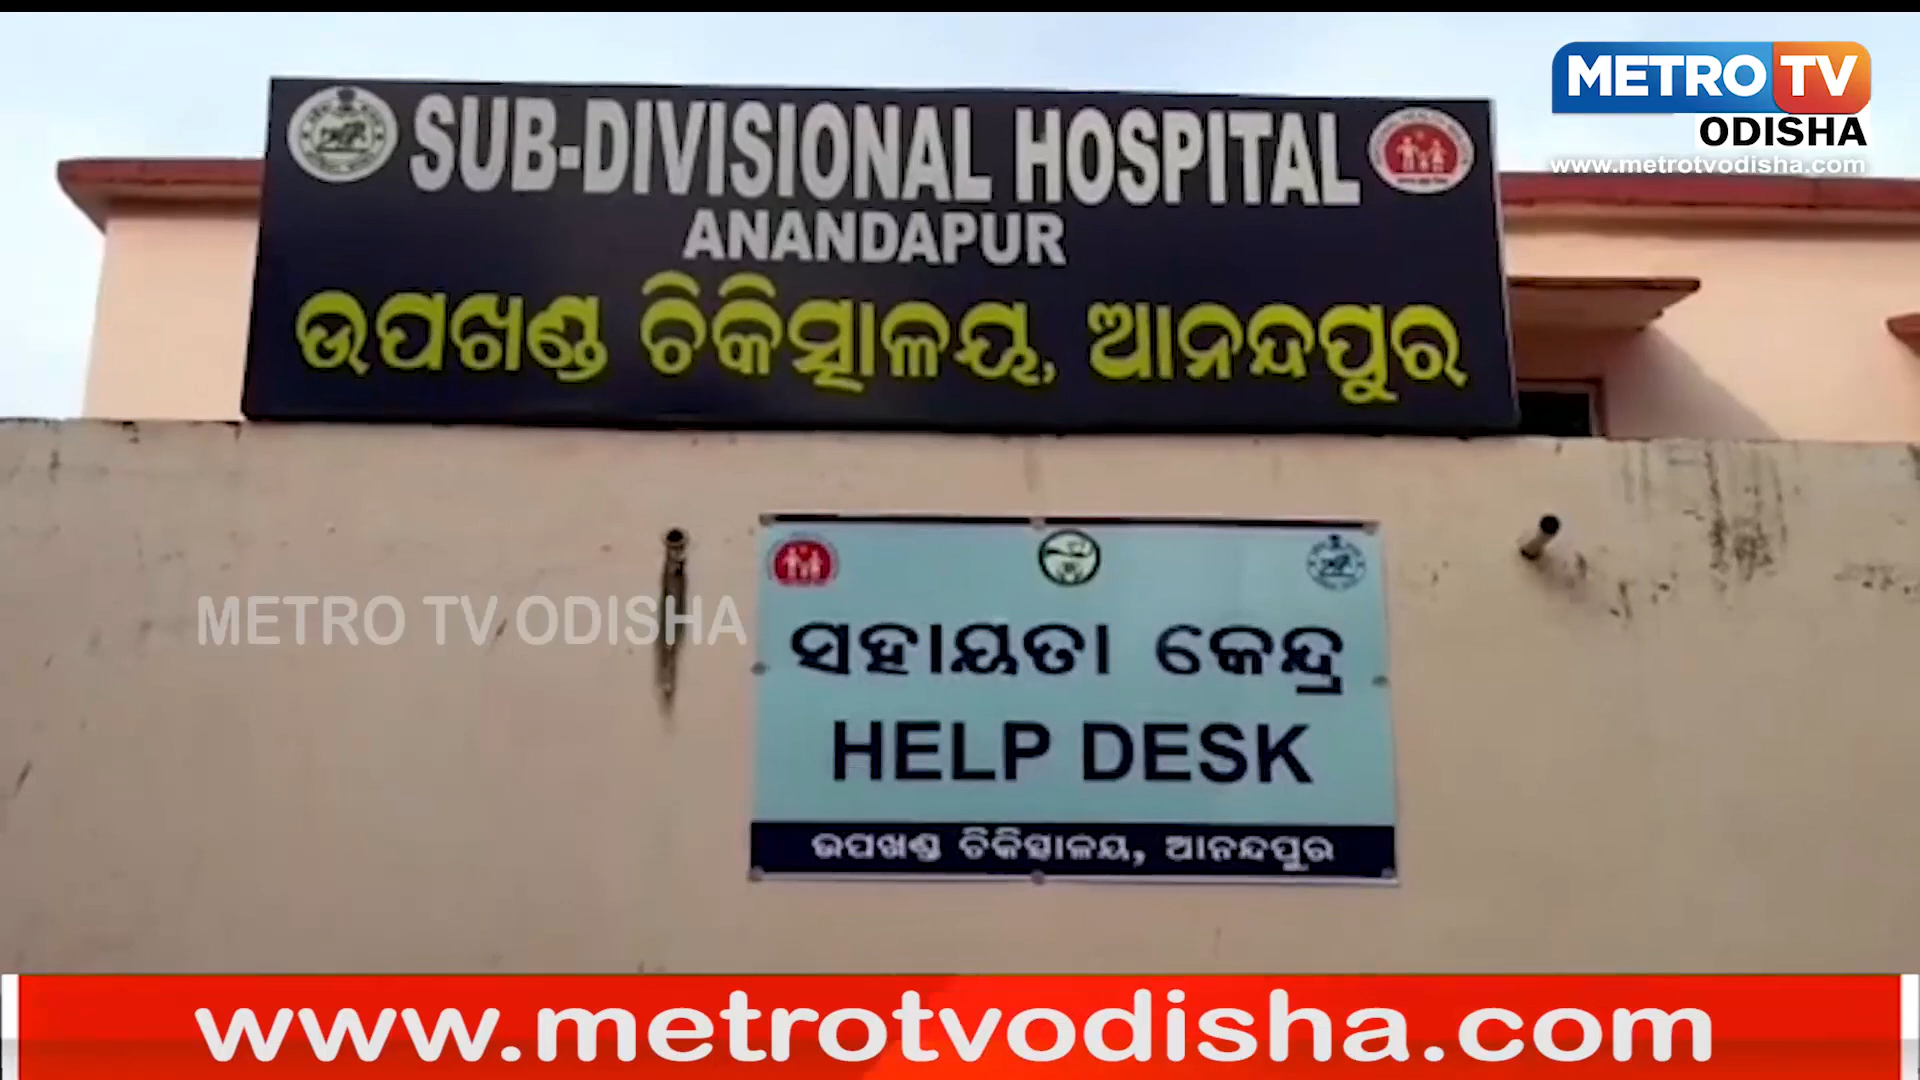 METRO TV
ODISHA
www.metrotvodisha.com
SUB-DIVISIONAL HOSPITAL
ANANDAPUR
ଉପଖଣ୍ଡ ଚିକିତ୍ସାଳୟ, ଆନନ୍ଦପୁର
METRO TV ODISHA
ସହାୟତା କେନ୍ଦ୍ର
HELP DESK
ଉପଖଣ୍ଡ ଚିକିତ୍ସାଳୟ, ଆନନ୍ଦପୁର
www.metrotvodisha.com